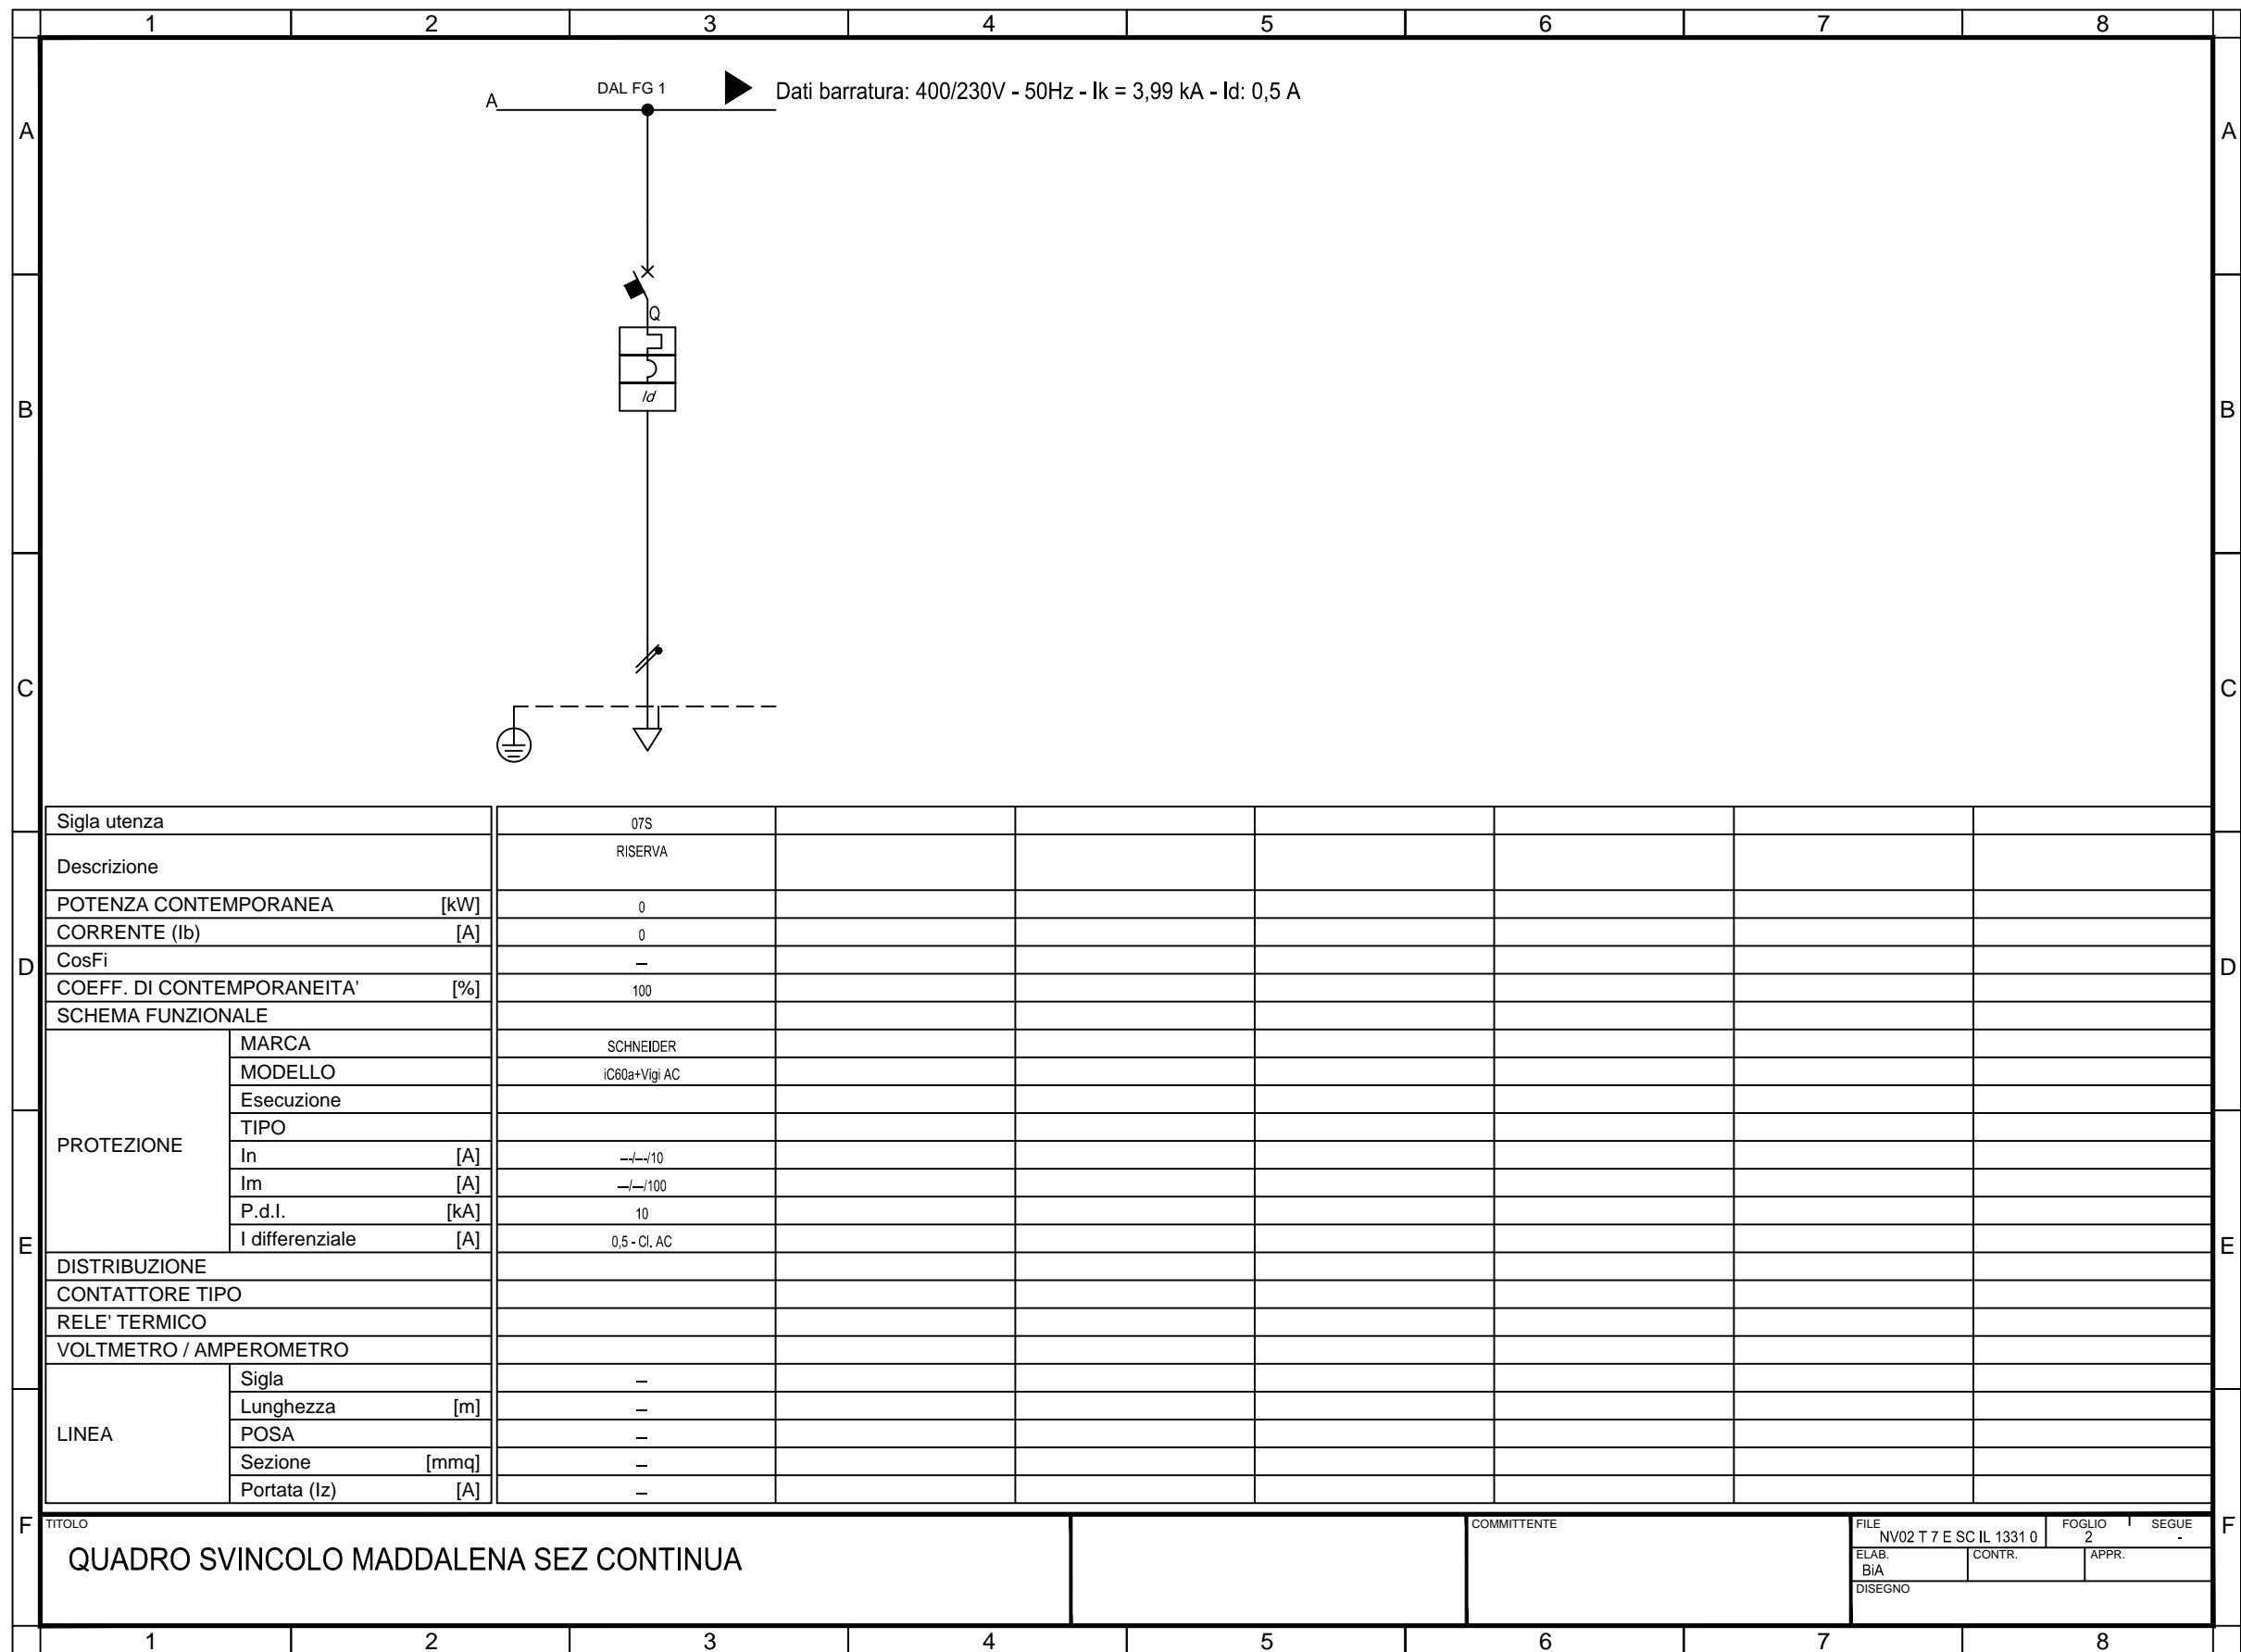 1 2 3 4 5 6 7 8
A DAL FG 1 Dati barratura: 400/230V - 50Hz - Ik = 3,99 kA - Id: 0,5 A
A A
Q
Id
B B
C C
Sigla utenza 07S
Descrizione RISERVA
POTENZA CONTEMPORANEA [kW] 0
CORRENTE (Ib) [A] 0
CosFi –
D D
COEFF. DI CONTEMPORANEITA' [%] 100
SCHEMA FUNZIONALE
PROTEZIONE
MARCA SCHNEIDER
MODELLO iC60a+Vigi AC
Esecuzione
TIPO
In [A] ---/---/10
Im [A] ---/---/100
P.d.I. [kA] 10
I differenziale [A] 0,5 - Cl. AC
E E
DISTRIBUZIONE
CONTATTORE TIPO
RELE' TERMICO
VOLTMETRO / AMPEROMETRO
LINEA
Sigla –
Lunghezza [m] –
POSA –
Sezione [mmq] –
Portata (Iz) [A] –
F F
TITOLO
QUADRO SVINCOLO MADDALENA SEZ CONTINUA
COMMITTENTE
FILE FOGLIO SEGUE
NV02 T 7 E SC IL 1331 0 2 -
ELAB. CONTR. APPR.
BiA
DISEGNO
1 2 3 4 5 6 7 8